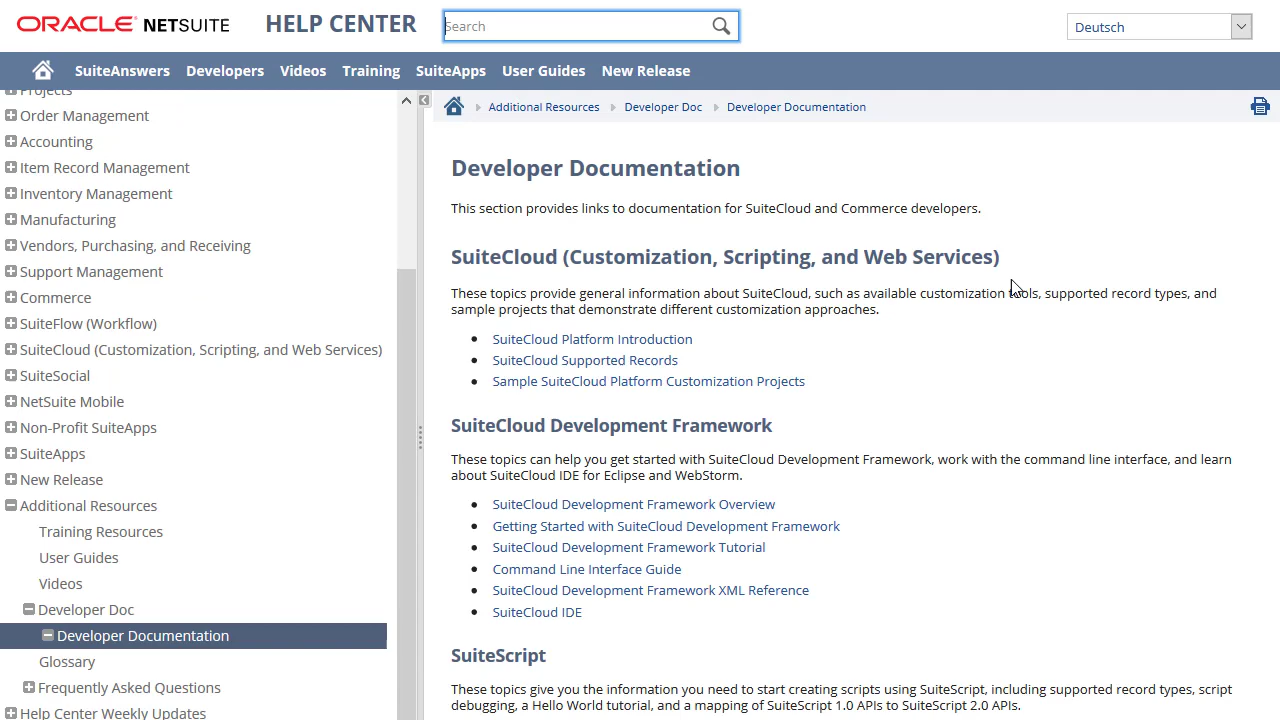 ORACLE NETSUITE HELP CENTER Search Deutsch
SuiteAnswers Developers Videos Training SuiteApps User Guides New Release
Projects
Order Management
Accounting
Item Record Management
Inventory Management
Manufacturing
Vendors, Purchasing, and Receiving
Support Management
Commerce
SuiteFlow (Workflow)
SuiteCloud (Customization, Scripting, and Web Services)
SuiteSocial
NetSuite Mobile
Non-Profit SuiteApps
SuiteApps
New Release
Additional Resources
Training Resources
User Guides
Videos
Developer Doc
Developer Documentation
Glossary
Frequently Asked Questions
Help Center Weekly Updates
Additional Resources Developer Doc Developer Documentation
Developer Documentation
This section provides links to documentation for SuiteCloud and Commerce developers.
SuiteCloud (Customization, Scripting, and Web Services)
These topics provide general information about SuiteCloud, such as available customization tools, supported record types, and
sample projects that demonstrate different customization approaches.
SuiteCloud Platform Introduction
SuiteCloud Supported Records
Sample SuiteCloud Platform Customization Projects
SuiteCloud Development Framework
These topics can help you get started with SuiteCloud Development Framework, work with the command line interface, and learn
about SuiteCloud IDE for Eclipse and WebStorm.
SuiteCloud Development Framework Overview
Getting Started with SuiteCloud Development Framework
SuiteCloud Development Framework Tutorial
Command Line Interface Guide
SuiteCloud Development Framework XML Reference
SuiteCloud IDE
SuiteScript
These topics give you the information you need to start creating scripts using SuiteScript, including supported record types, script
debugging, a Hello World tutorial, and a mapping of SuiteScript 1.0 APIs to SuiteScript 2.0 APIs.